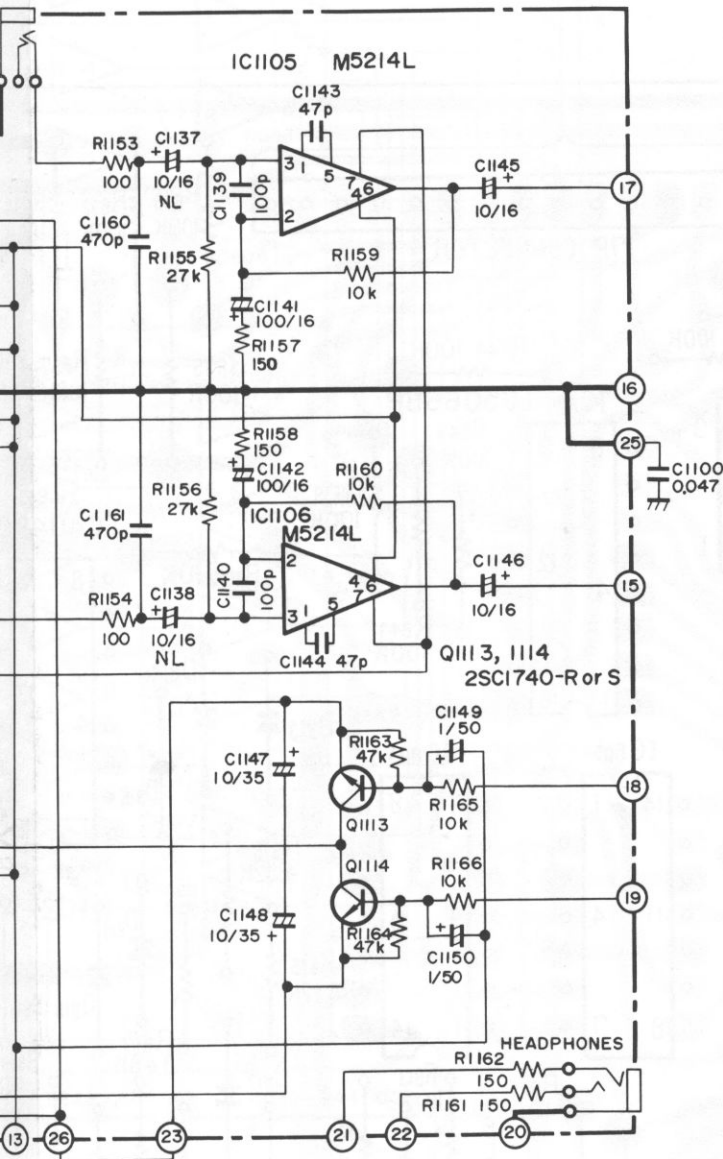 IC1105 M5214L
C1143
47p
R1153
100
C1137
+
10/16
NL
C1139
100p
3 1 5 7 4 6
2
C1145
+
10/16
17
C1160
470p
R1155
27k
R1159
10k
+
C1141
100/16
R1157
150
16
R1158
150
25
C1100
0,047
+
C1142
100/16
R1160
10k
R1156
27k
C1161
470p
IC1106
M5214L
2
C1140
100p
4 6
7
3 1 5
C1146
+
10/16
15
R1154
100
C1138
+
10/16
NL
C1144 47p
Q1113, 1114
2SC1740-R or S
C1149
1/50
+
R1163
47k
C1147
+
10/35
R1165
10k
18
Q1113
Q1114
R1166
10k
19
C1148
10/35 +
R1164
47k
+
C1150
1/50
HEADPHONES
R1162
150
R1161 150
13 26 23 21 22 20